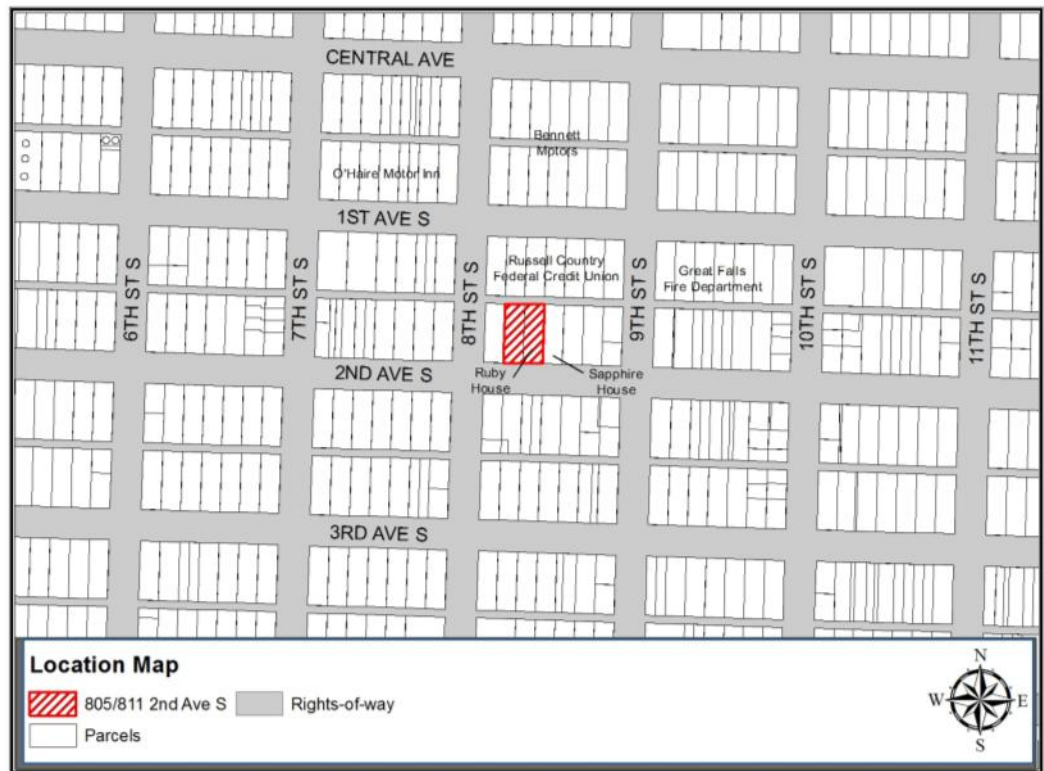 CENTRAL AVE
Bennett
Motors
O'Haire Motor Inn
1ST AVE S
Russell Country
Federal Credit Union
Great Falls
Fire Department
6TH ST S
7TH ST S
8TH ST S
9TH ST S
10TH ST S
11TH ST S
2ND AVE S
Ruby
House
Sapphire
House
3RD AVE S
Location Map
805/811 2nd Ave S
Rights-of-way
Parcels
N
W
E
S